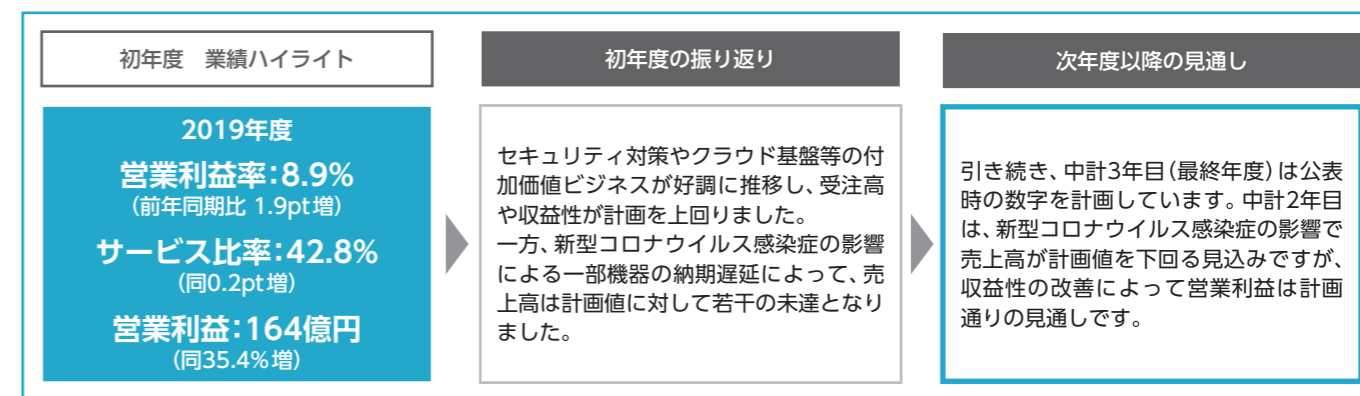 初年度　業績ハイライト
2019年度
営業利益率：8.9%
（前年同期比 1.9pt増）
サービス比率：42.8%
（同0.2pt増）
営業利益：164億円
（同35.4%増）
初年度の振り返り
セキュリティ対策やクラウド基盤等の付
加価値ビジネスが好調に推移し、受注高
や収益性が計画を上回りました。
一方、新型コロナウイルス感染症の影響
による一部機器の納期遅延によって、売
上高は計画値に対して若干の未達となり
ました。
次年度以降の見通し
引き続き、中計3年目（最終年度）は公表
時の数字を計画しています。中計2年目
は、新型コロナウイルス感染症の影響で
売上高が計画値を下回る見込みですが、
収益性の改善によって営業利益は計画
通りの見通しです。